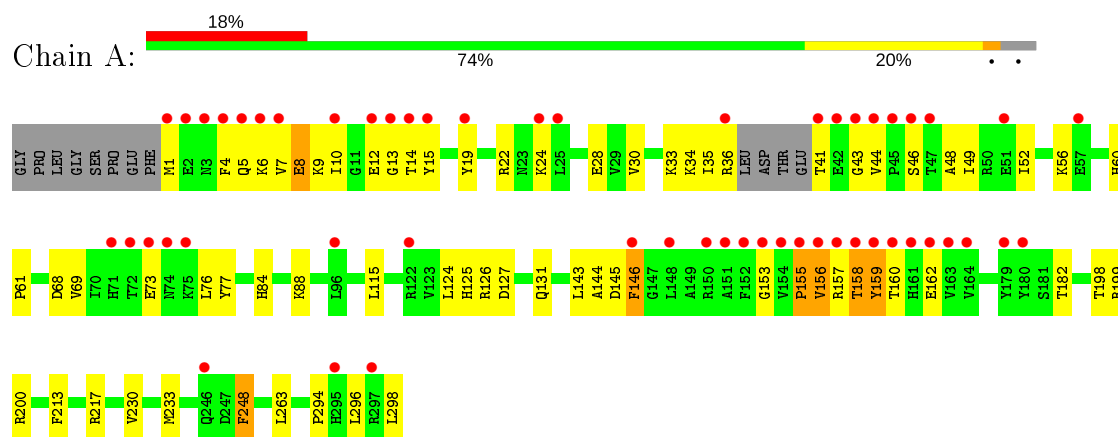 18%
Chain A:
74% 20% • •
GLY PRO LEU GLY SER PRO GLU PHE M1 E2 N3 F4 Q5 K6 V7 E8 K9 I10 G11 E12 G13 T14 Y15 Y19 R22 N23 K24 L25 E28 V29 V30 K33 K34 I35 R36 LEU ASP THR GLU T41 E42 G43 V44 P45 S46 T47 A48 I49 R50 E51 I52 K56 E57 H60
P61 D68 V69 I70 H71 T72 E73 N74 K75 L76 Y77 H84 K88 L96 L115 R122 V123 L124 H125 R126 D127 Q131 L143 A144 D145 F146 G147 L148 A149 R150 A151 F152 G153 V154 P155 V156 R157 T158 Y159 T160 H161 E162 V163 V164 Y179 Y180 S181 T182 T198 R199
R200 F213 R217 V230 M233 Q246 D247 F248 L263 P294 H295 L296 R297 L298